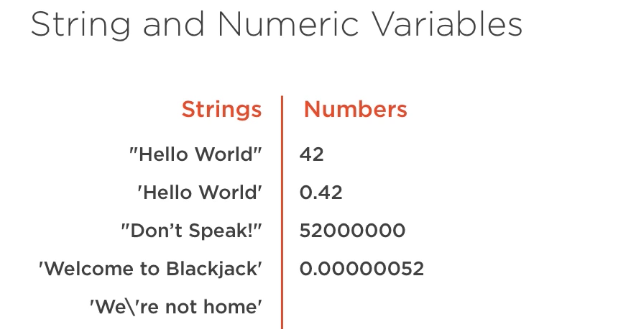 String and Numeric Variables
Strings Numbers
"Hello World" 42
'Hello World' 0.42
"Don’t Speak!" 52000000
'Welcome to Blackjack' 0.00000052
'We\'re not home'